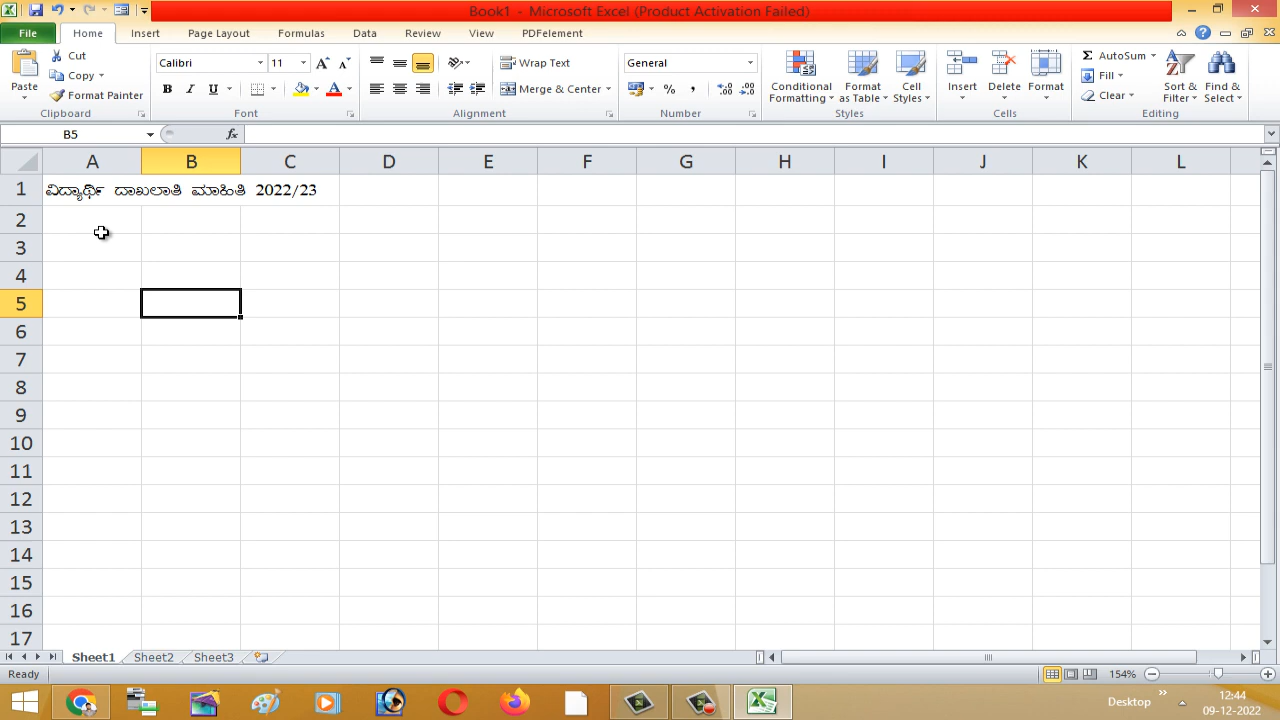 Book1 - Microsoft Excel (Product Activation Failed)
File Home Insert Page Layout Formulas Data Review View PDFelement
Paste Cut Copy Format Painter Clipboard
Calibri 11 B I U A A A Font
Wrap Text Merge & Center Alignment
General % , .0 .00 Number
Conditional Formatting Format as Table Cell Styles Styles
Insert Delete Format Cells
AutoSum Fill Clear Sort & Filter Find & Select Editing
B5 fx
A B C D E F G H I J K L
1 ವಿದ್ಯಾರ್ಥಿ ದಾಖಲಾತಿ ಮಾಹಿತಿ 2022/23
2
3
4
5
6
7
8
9
10
11
12
13
14
15
16
17
Sheet1 Sheet2 Sheet3
Ready 154%
Desktop 12:44
09-12-2022